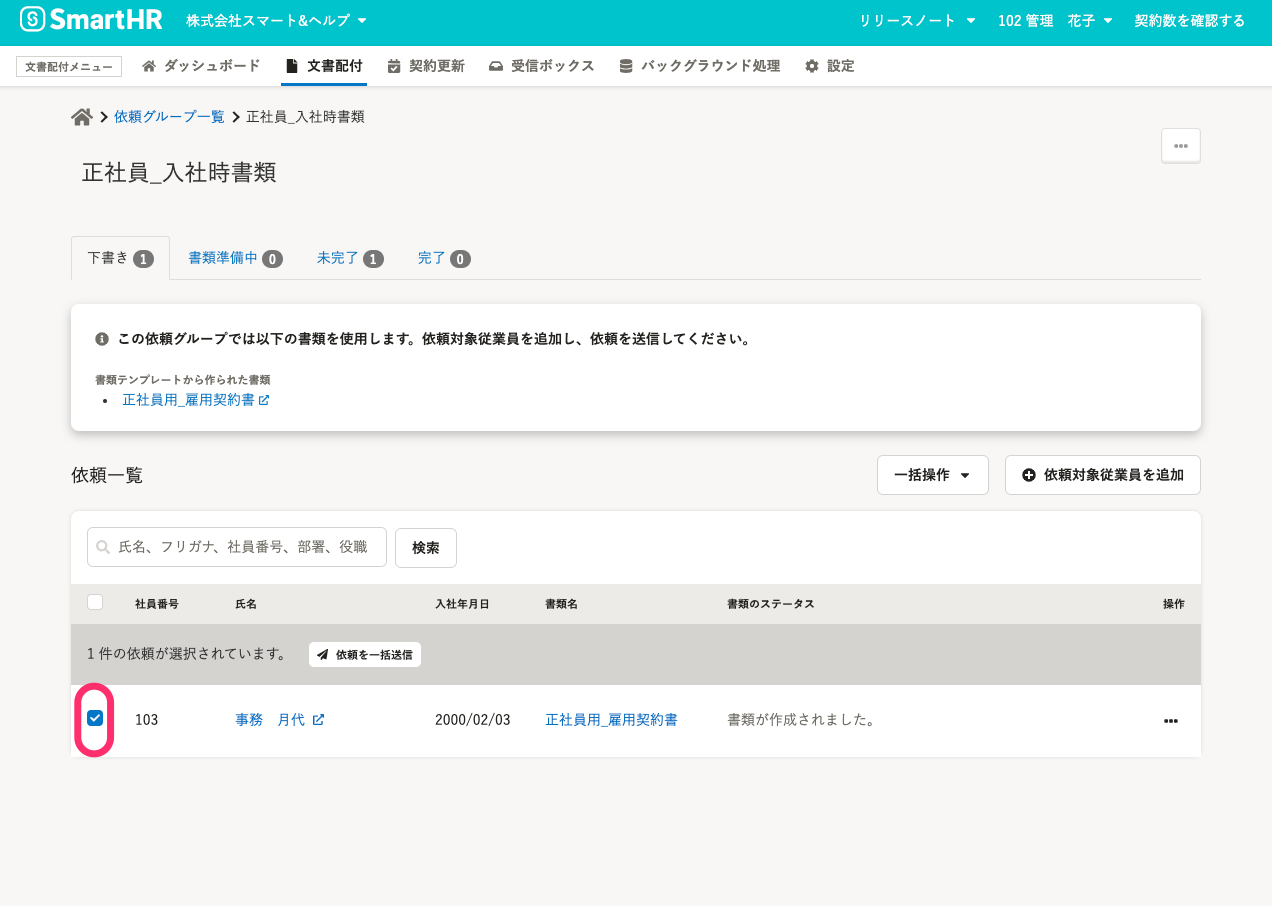 SmartHR 株式会社スマート&ヘルプ リリースノート 102 管理　花子 契約数を確認する
文書配付メニュー ダッシュボード 文書配付 契約更新 受信ボックス バックグラウンド処理 設定
依頼グループ一覧 正社員_入社時書類
正社員_入社時書類
下書き 1 書類準備中 0 未完了 1 完了 0
この依頼グループでは以下の書類を使用します。依頼対象従業員を追加し、依頼を送信してください。
書類テンプレートから作られた書類
• 正社員用_雇用契約書
依頼一覧 一括操作 依頼対象従業員を追加
氏名、フリガナ、社員番号、部署、役職 検索
社員番号 氏名 入社年月日 書類名 書類のステータス 操作
1 件の依頼が選択されています。 依頼を一括送信
103 事務　月代 2000/02/03 正社員用_雇用契約書 書類が作成されました。